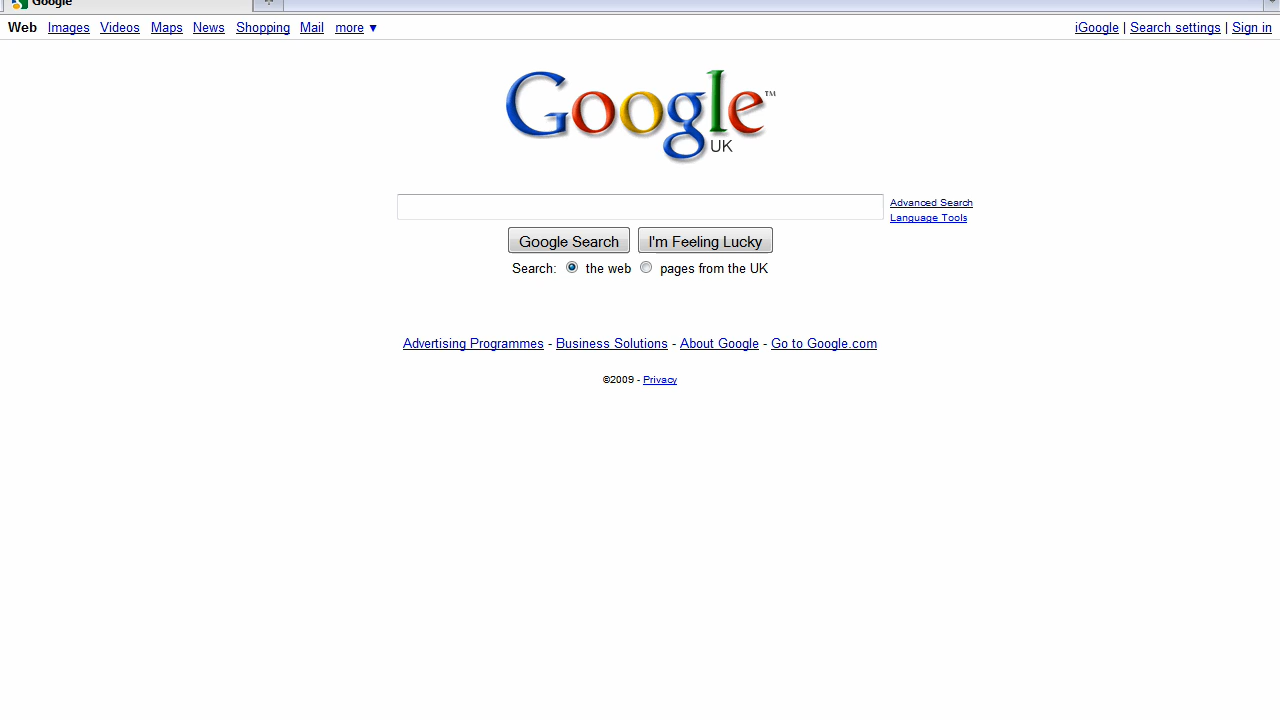 Google
Web Images Videos Maps News Shopping Mail more ▼ iGoogle | Search settings | Sign in
Google™
UK
Advanced Search
Language Tools
Google Search I'm Feeling Lucky
Search: the web pages from the UK
Advertising Programmes - Business Solutions - About Google - Go to Google.com
©2009 - Privacy